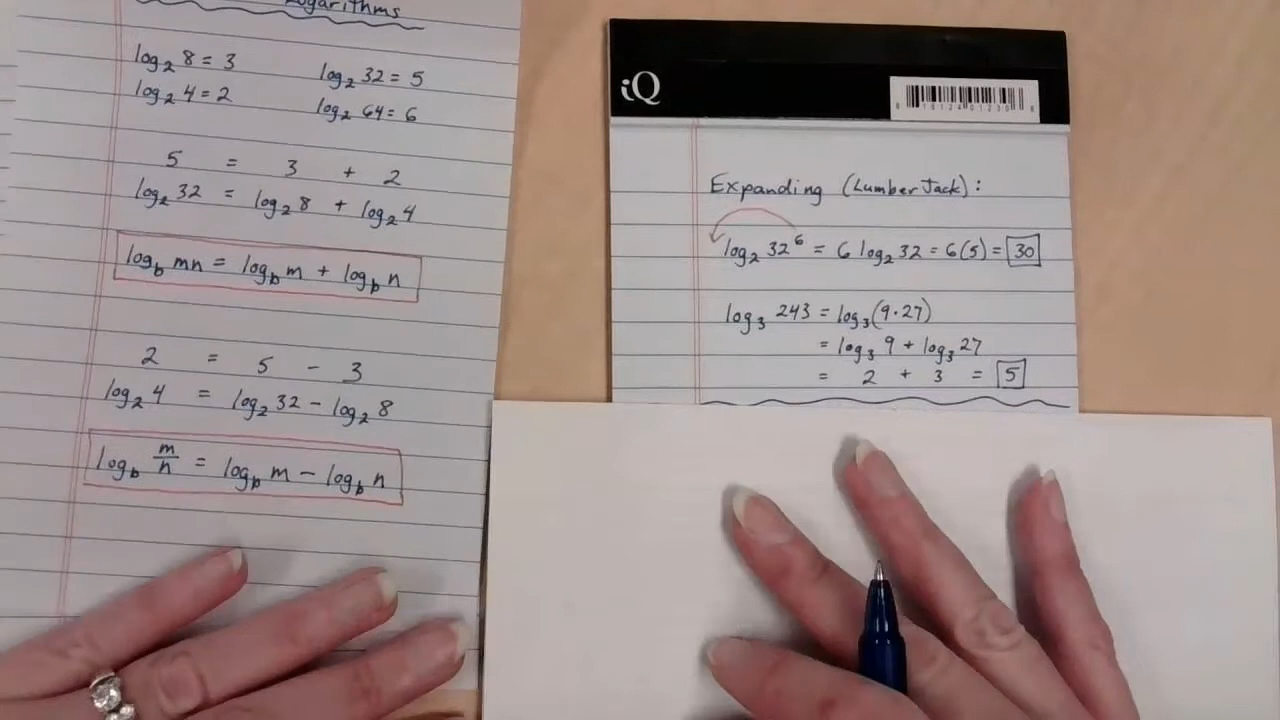 Logarithms
log₂ 8 = 3
log₂ 32 = 5
log₂ 4 = 2
log₂ 64 = 6
5 = 3 + 2
log₂ 32 = log₂ 8 + log₂ 4
log_b mn = log_b m + log_b n
2 = 5 - 3
log₂ 4 = log₂ 32 - log₂ 8
log_b m/n = log_b m - log_b n
iQ
Expanding (LumberJack):
log₂ 32⁶ = 6 log₂ 32 = 6(5) = 30
log₃ 243 = log₃(9·27)
= log₃ 9 + log₃ 27
= 2 + 3 = 5